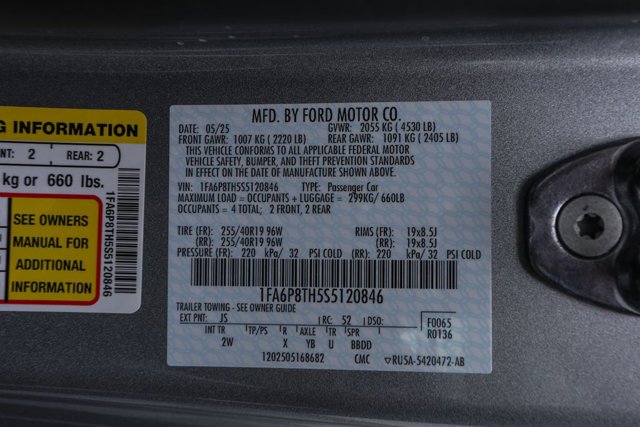 G INFORMATION
NT: 2 REAR: 2
kg or 660 lbs.
SEE OWNERS
MANUAL FOR
ADDITIONAL
INFORMATION
1FA6P8TH5S5120846
MFD. BY FORD MOTOR CO.
DATE: 05/25 GVWR: 2055 KG ( 4530 LB)
FRONT GAWR: 1007 KG ( 2220 LB) REAR GAWR: 1091 KG ( 2405 LB)
THIS VEHICLE CONFORMS TO ALL APPLICABLE FEDERAL MOTOR
VEHICLE SAFETY, BUMPER, AND THEFT PREVENTION STANDARDS
IN EFFECT ON THE DATE OF MANUFACTURE SHOWN ABOVE.
VIN: 1FA6P8TH5S5120846 TYPE: Passenger Car
MAXIMUM LOAD = OCCUPANTS + LUGGAGE = 299KG/ 660LB
OCCUPANTS = 4 TOTAL; 2 FRONT, 2 REAR
TIRE (FR): 255/40R19 96W RIMS (FR): 19x8.5J
(RR): 255/40R19 96W (RR): 19x8.5J
PRESSURE (FR): 220 kPa/ 32 PSI COLD (RR): 220 kPa/32 PSI COLD
1FA6P8TH5S5120846
TRAILER TOWING - SEE OWNER GUIDE
EXT PNT: JS RC: 52 DSO: F0065
INT TR TP/PS R AXLE TR SPR R0136
2W X YB U BBDD
1202505168682 CMC ▽RU5A-5420472-AB